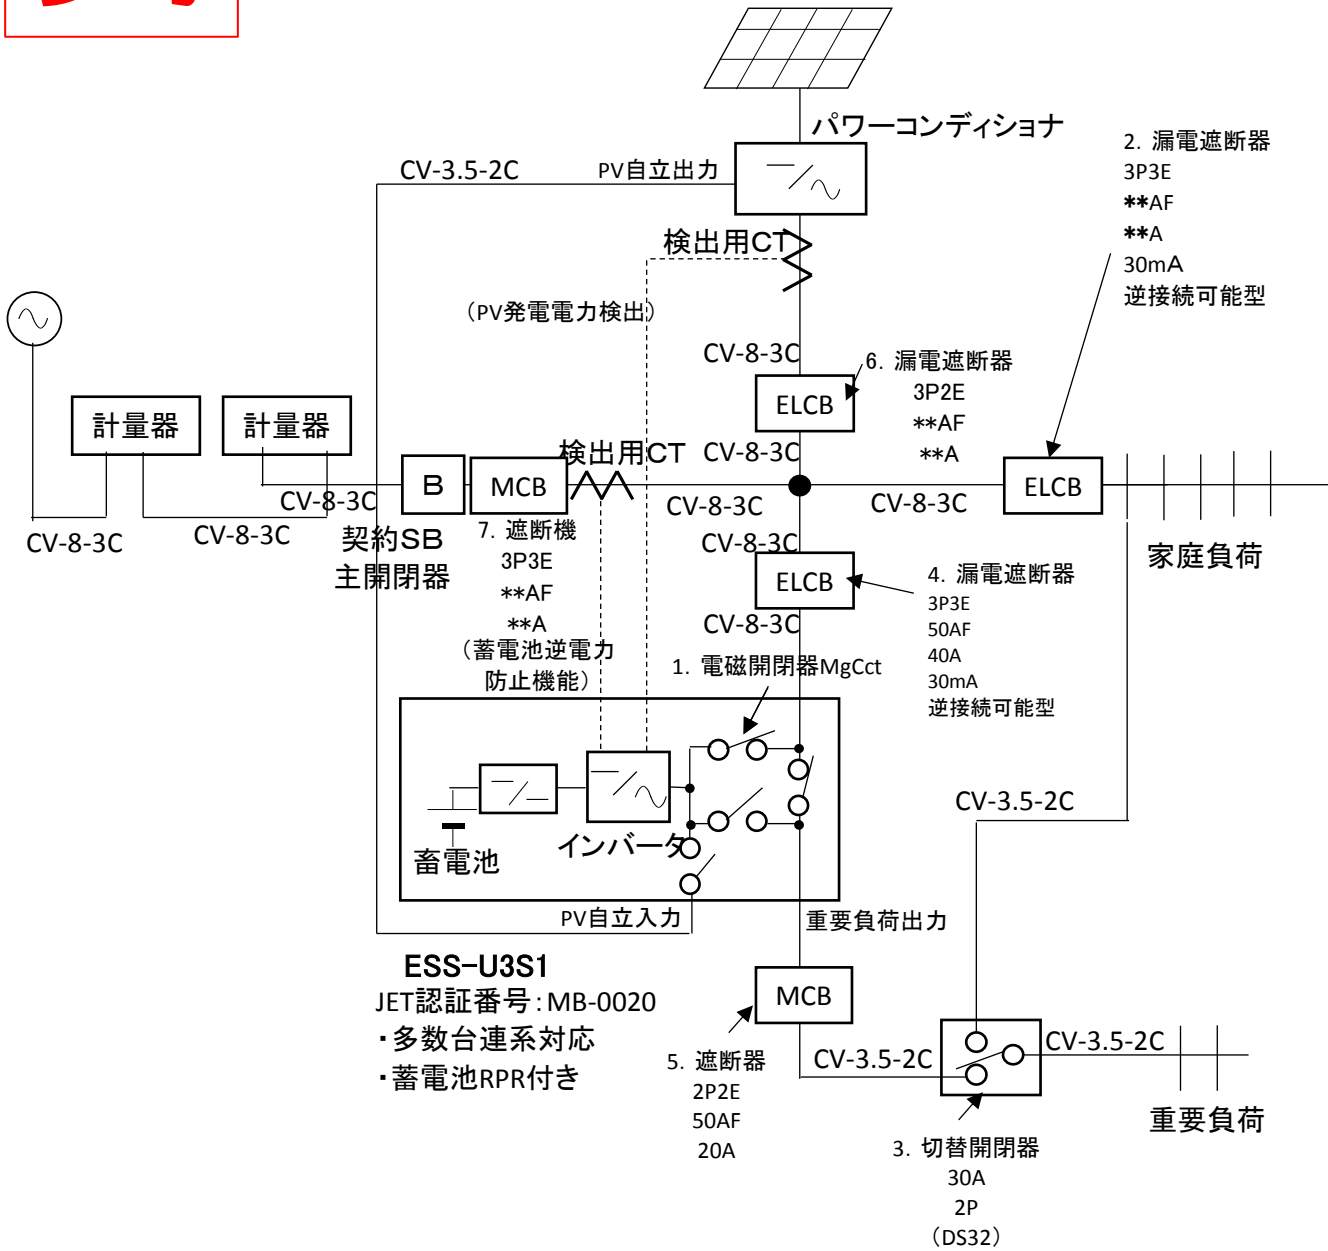 パワーコンディショナ
2. 漏電遮断器
3P3E
**AF
**A
30mA
逆接続可能型
CV-3.5-2C
PV自立出力
検出用CT
（PV発電電力検出）
CV-8-3C
6. 漏電遮断器
3P2E
**AF
**A
ELCB
計量器
計量器
検出用CT
CV-8-3C
B
MCB
ELCB
CV-8-3C
CV-8-3C
CV-8-3C
CV-8-3C
CV-8-3C
契約SB
主開閉器
7. 遮断機
3P3E
**AF
**A
（蓄電池逆電力
防止機能）
CV-8-3C
ELCB
CV-8-3C
家庭負荷
4. 漏電遮断器
3P3E
50AF
40A
30mA
逆接続可能型
1. 電磁開閉器MgCct
CV-3.5-2C
畜電池
インバータ
PV自立入力
重要負荷出力
ESS-U3S1
JET認証番号：MB-0020
・多数台連系対応
・蓄電池RPR付き
MCB
5. 遮断器
2P2E
50AF
20A
CV-3.5-2C
CV-3.5-2C
3. 切替開閉器
30A
2P
（DS32）
重要負荷